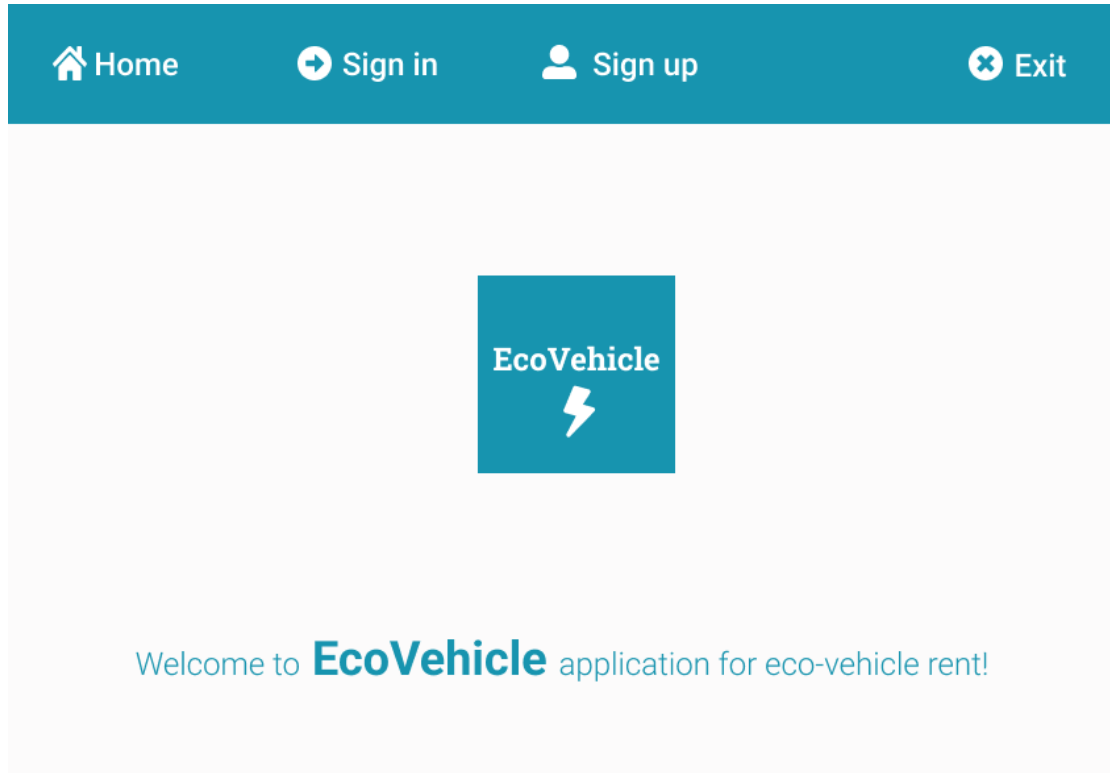 Home Sign in Sign up Exit
EcoVehicle
Welcome to EcoVehicle application for eco-vehicle rent!